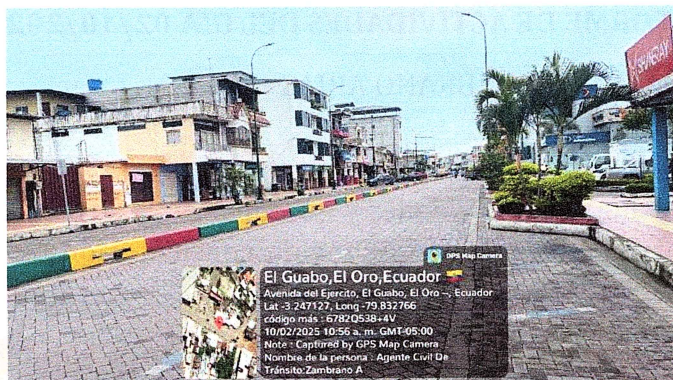 GPS Map Camera
El Guabo,El Oro,Ecuador
Avenida del Ejercito, El Guabo, El Oro –, Ecuador
Lat -3.247127, Long -79.832766
código más : 6782Q538+4V
10/02/2025 10:56 a. m. GMT-05:00
Note : Captured by GPS Map Camera
Nombre de la persona : Agente Civil De
Tránsito:Zambrano A